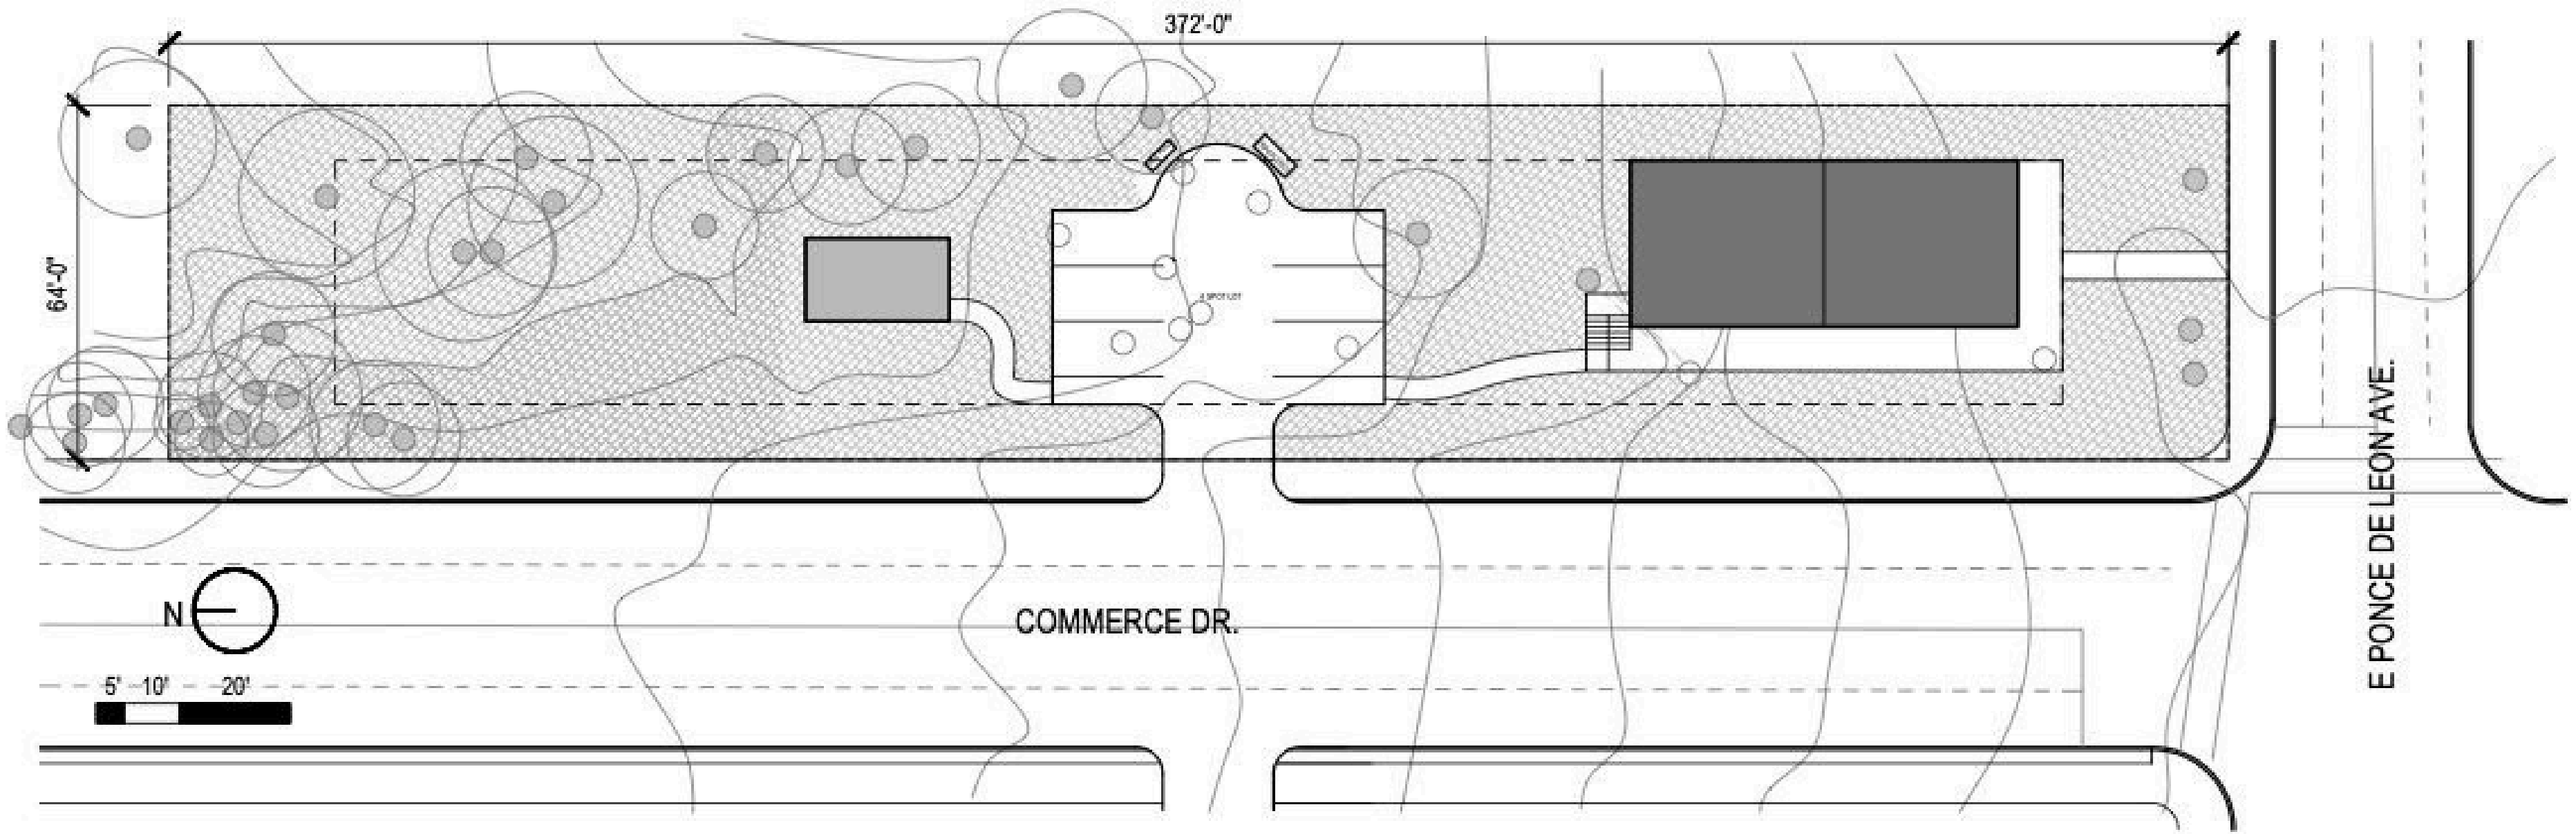 372'-0"
64'-0"
COMMERCE DR.
E PONCE DE LEON AVE.
N
5' 10' 20'